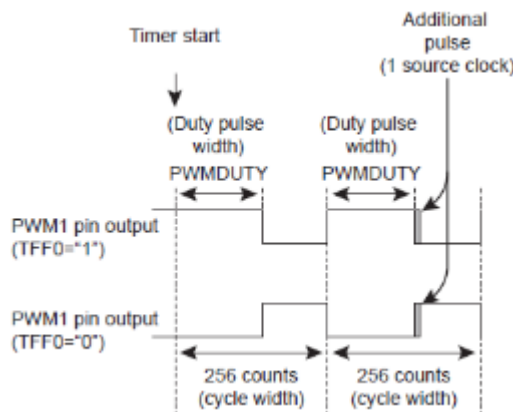 Timer start
Additional
pulse
(1 source clock)
(Duty pulse
width)
PWMDUTY
(Duty pulse
width)
PWMDUTY
PWM1 pin output
(TFF0=“1”)
PWM1 pin output
(TFF0=“0”)
256 counts
(cycle width)
256 counts
(cycle width)